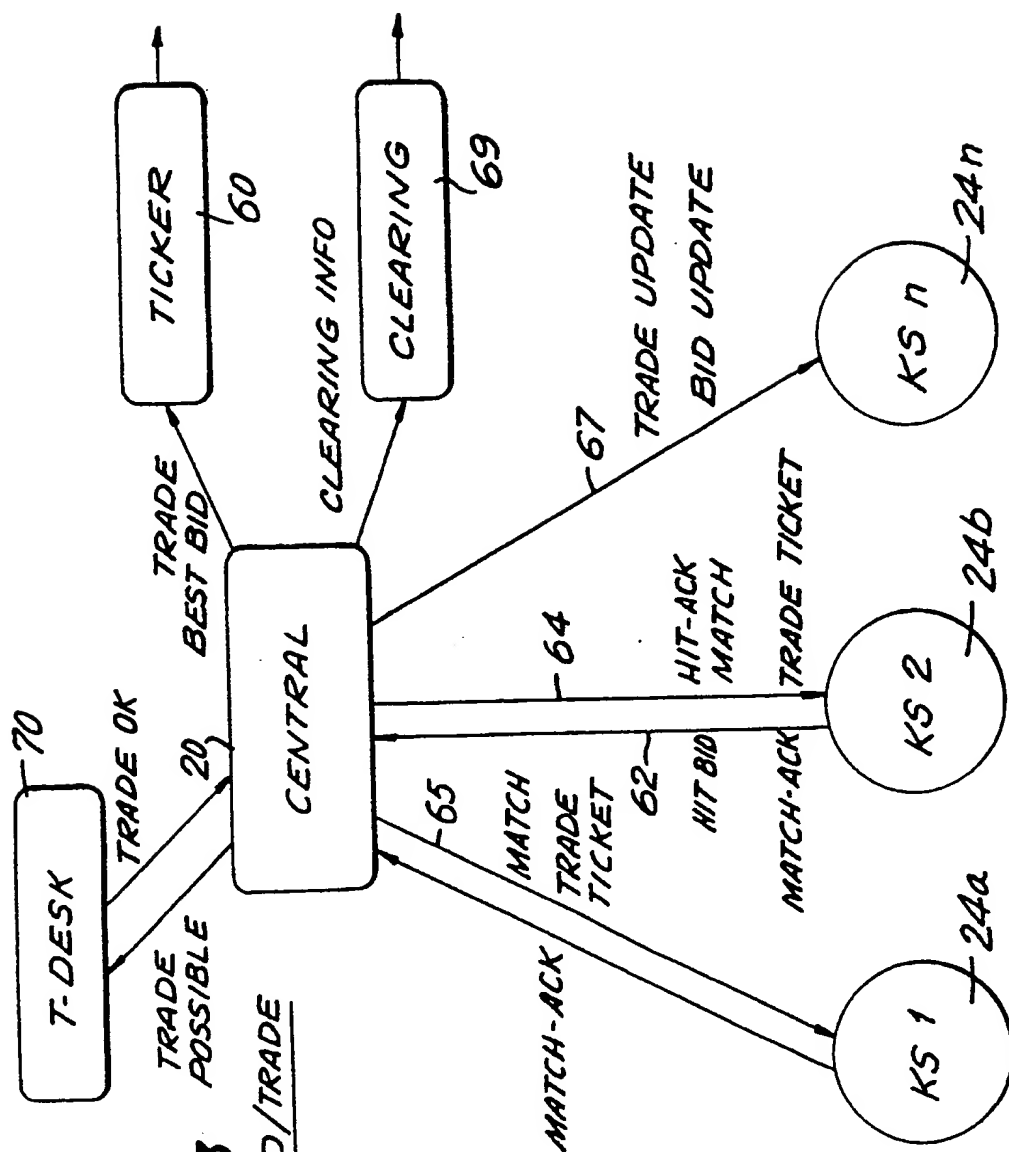 T-DESK
70
TRADE OK
TRADE
POSSIBLE
20
CENTRAL
TRADE
BEST BID
TICKER
60
CLEARING INFO
CLEARING
69
D/TRADE
MATCH-ACK
65
MATCH
TRADE
TICKET
62
HIT BID
MATCH-ACK
64
HIT-ACK
MATCH
TRADE TICKET
67
TRADE UPDATE
BID UPDATE
KS 1
24a
KS 2
24b
KS n
24n